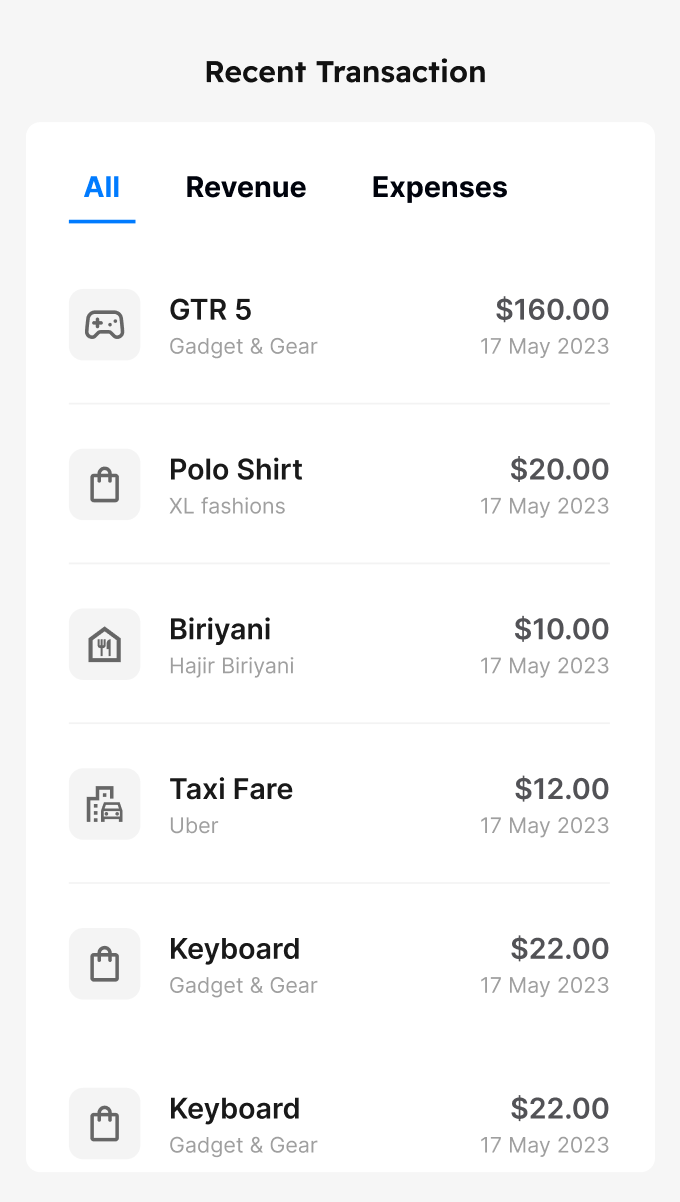 Recent Transaction
All Revenue Expenses
GTR 5 $160.00
Gadget & Gear 17 May 2023
Polo Shirt $20.00
XL fashions 17 May 2023
Biriyani $10.00
Hajir Biriyani 17 May 2023
Taxi Fare $12.00
Uber 17 May 2023
Keyboard $22.00
Gadget & Gear 17 May 2023
Keyboard $22.00
Gadget & Gear 17 May 2023